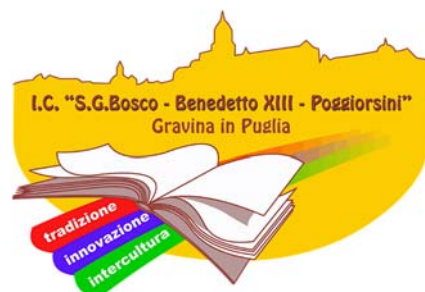 I.C. "S.G.Bosco - Benedetto XIII - Poggiorsini"
Gravina in Puglia
tradizione
innovazione
intercultura